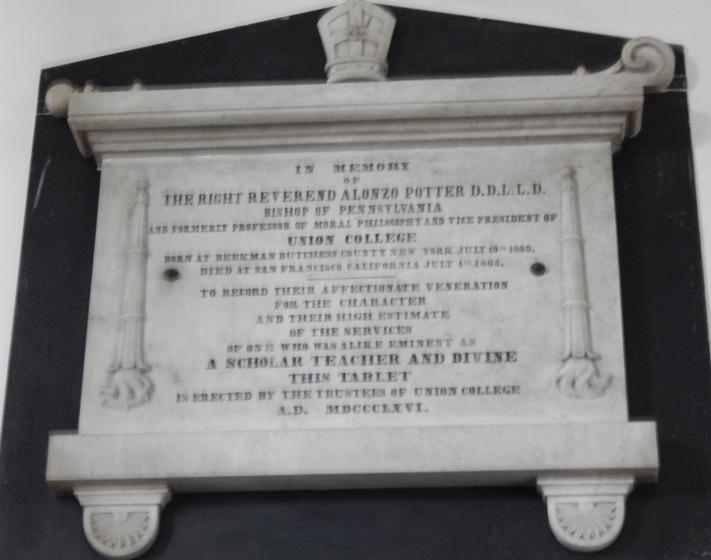 IN MEMORY
OF
THE RIGHT REVEREND ALONZO POTTER D.D.L.L.D.
BISHOP OF PENNSYLVANIA
AND FORMERLY PROFESSOR OF MORAL PHILOSOPHY AND VICE PRESIDENT OF
UNION COLLEGE
BORN AT BEEKMAN DUTCHESS COUNTY NEW YORK JULY 10TH 1800,
DIED AT SAN FRANCISCO CALIFORNIA JULY 4TH 1865.
TO RECORD THEIR AFFECTIONATE VENERATION
FOR THE CHARACTER
AND THEIR HIGH ESTIMATE
OF THE SERVICES
OF ONE WHO WAS ALIKE EMINENT AS
A SCHOLAR TEACHER AND DIVINE
THIS TABLET
IS ERECTED BY THE TRUSTEES OF UNION COLLEGE
A.D. MDCCCLXVI.